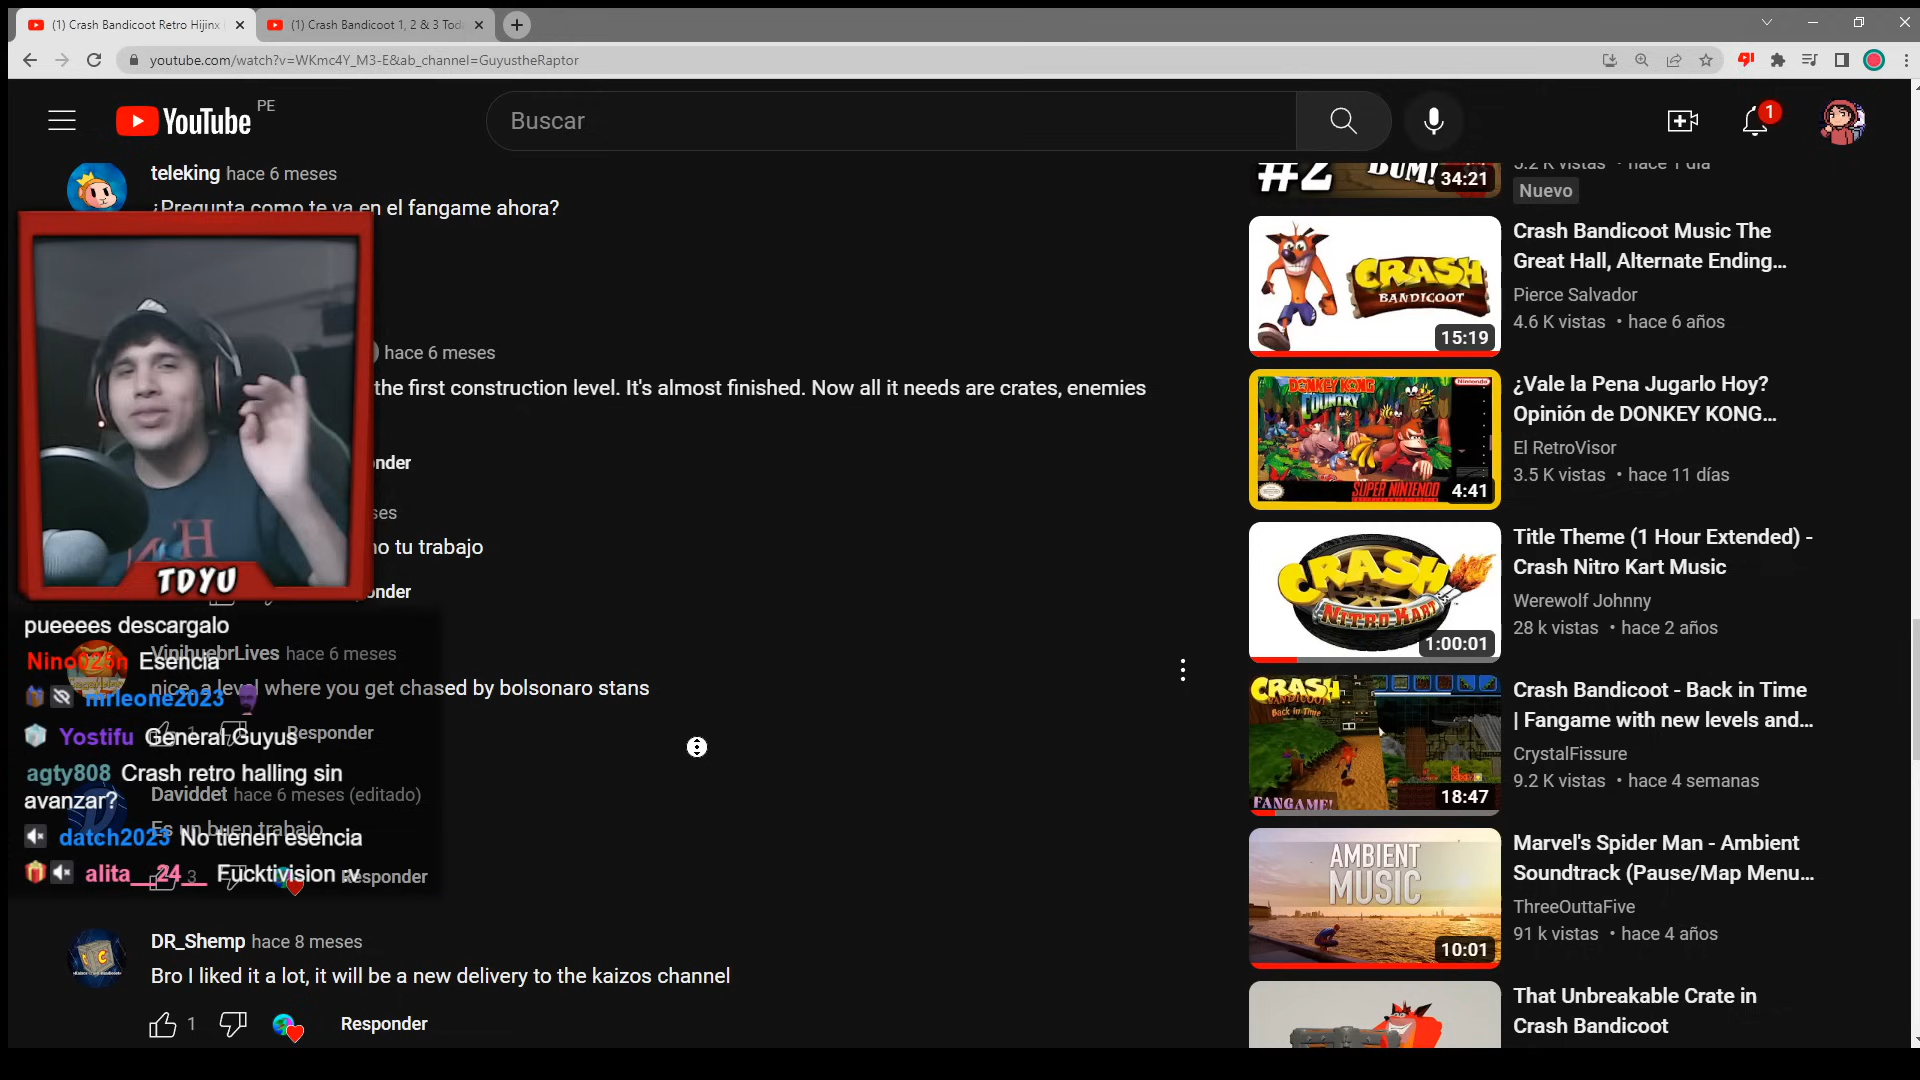 (1) Crash Bandicoot Retro Hijinx |
(1) Crash Bandicoot 1, 2 & 3 Toda
youtube.com/watch?v=WKmc4Y_M3-E&ab_channel=GuyustheRaptor
YouTube PE
Buscar
1
teleking hace 6 meses
¿Pregunta como te va en el fangame ahora?
hace 6 meses
the first construction level. It's almost finished. Now all it needs are crates, enemies
TDYU
pueeees descargalo
VinihuebrLives hace 6 meses
Esencia
nice, a level where you get chased by bolsonaro stans
mrleone2023
Yostifu General Guyus
1
Responder
agty808 Crash retro halling sin
avanzar?
Daviddet hace 6 meses (editado)
Es un buen trabajo
datch2023 No tienen esencia
alita__24__ Fucktivision :v
3
Responder
DR_Shemp hace 8 meses
Bro I liked it a lot, it will be a new delivery to the kaizos channel
1
Responder
#2
BUM!
34:21
Nuevo
CRASH
BANDICOOT
15:19
Crash Bandicoot Music The
Great Hall, Alternate Ending...
Pierce Salvador
4.6 K vistas • hace 6 años
DONKEY KONG
COUNTRY
Nintendo
SUPER NINTENDO
4:41
¿Vale la Pena Jugarlo Hoy?
Opinión de DONKEY KONG...
El RetroVisor
3.5 K vistas • hace 11 días
CRASH
NITRO KART
1:00:01
Title Theme (1 Hour Extended) -
Crash Nitro Kart Music
Werewolf Johnny
28 k vistas • hace 2 años
CRASH
Back in Time
FANGAME!
18:47
Crash Bandicoot - Back in Time
| Fangame with new levels and...
CrystalFissure
9.2 K vistas • hace 4 semanas
AMBIENT
MUSIC
10:01
Marvel's Spider Man - Ambient
Soundtrack (Pause/Map Menu...
ThreeOuttaFive
91 k vistas • hace 4 años
That Unbreakable Crate in
Crash Bandicoot